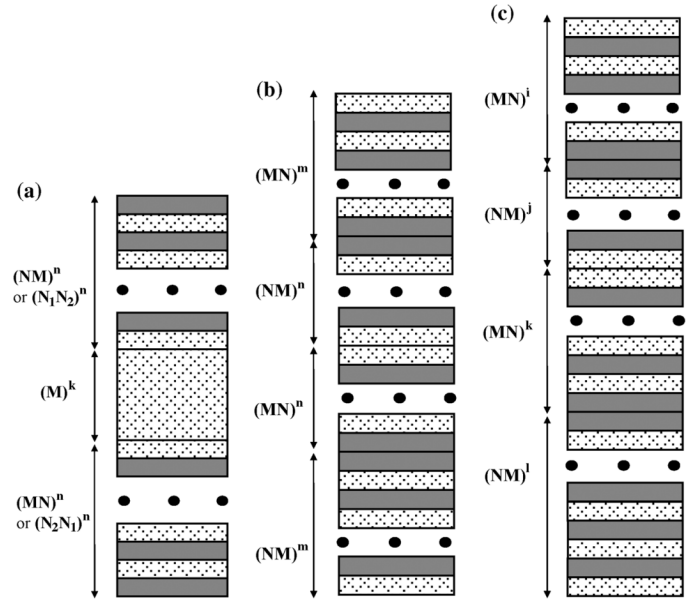 (a)
(NM)ⁿ
or (N₁N₂)ⁿ
(M)ᵏ
(MN)ⁿ
or (N₂N₁)ⁿ
(b)
(MN)ᵐ
(NM)ⁿ
(MN)ⁿ
(NM)ᵐ
(c)
(MN)ⁱ
(NM)ʲ
(MN)ᵏ
(NM)ˡ